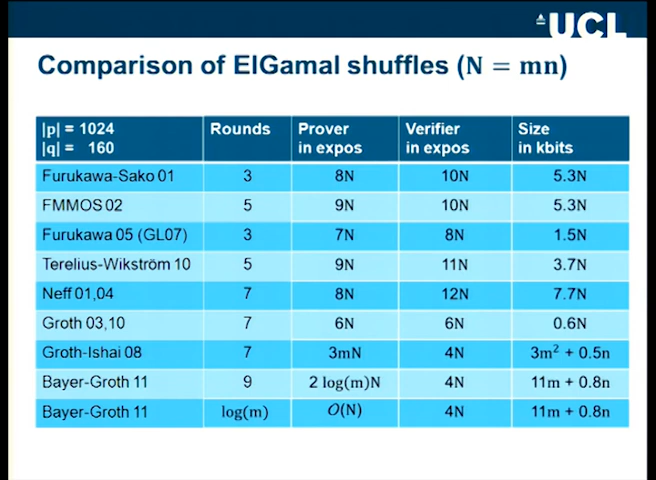 UCL
Comparison of ElGamal shuffles (N = mn)
|p| = 1024 Rounds Prover Verifier Size
|q| = 160 in expos in expos in kbits
Furukawa-Sako 01 3 8N 10N 5.3N
FMMOS 02 5 9N 10N 5.3N
Furukawa 05 (GL07) 3 7N 8N 1.5N
Terelius-Wikström 10 5 9N 11N 3.7N
Neff 01,04 7 8N 12N 7.7N
Groth 03,10 7 6N 6N 0.6N
Groth-Ishai 08 7 3mN 4N 3m² + 0.5n
Bayer-Groth 11 9 2 log(m)N 4N 11m + 0.8n
Bayer-Groth 11 log(m) O(N) 4N 11m + 0.8n